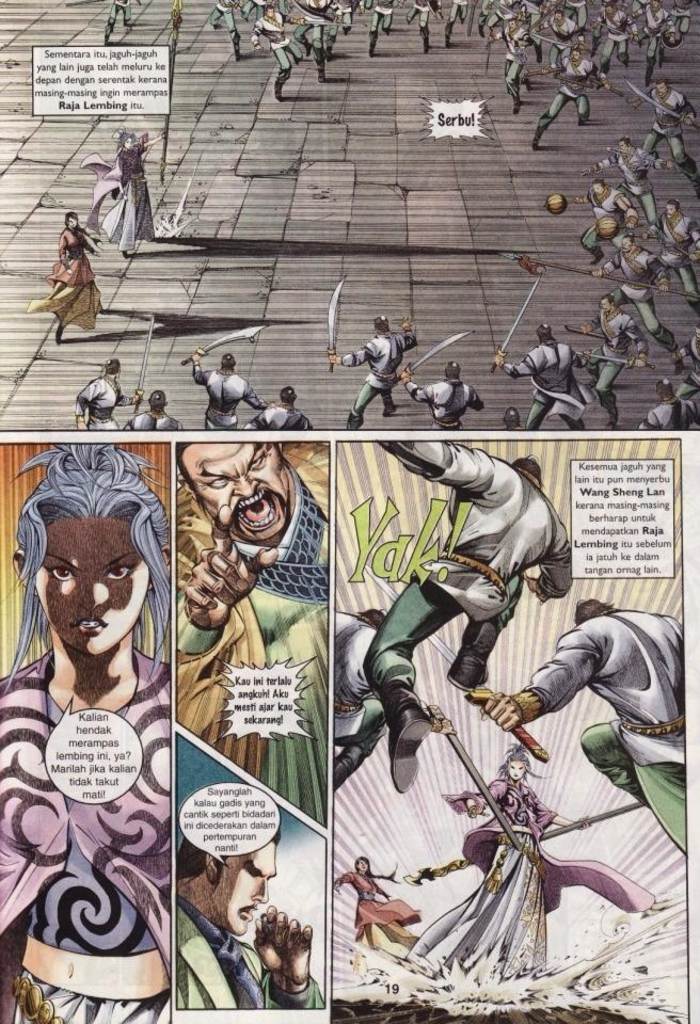 Sementara itu, jaguh-jaguh
yang lain juga telah meluru ke
depan dengan serentak kerana
masing-masing ingin merampas
Raja Lembing itu.
Serbu!
Kalian
hendak
merampas
lembing ini, ya?
Marilah jika kalian
tidak takut
mati!
Kau ini terlalu
angkuh! Aku
mesti ajar kau
sekarang!
Sayanglah
kalau gadis yang
cantik seperti bidadari
ini dicederakan dalam
pertempuran
nanti!
Kesemua jaguh yang
lain itu pun menyerbu
Wang Sheng Lan
kerana masing-masing
berharap untuk
mendapatkan Raja
Lembing itu sebelum
ia jatuh ke dalam
tangan ornag lain.
Yak!
19